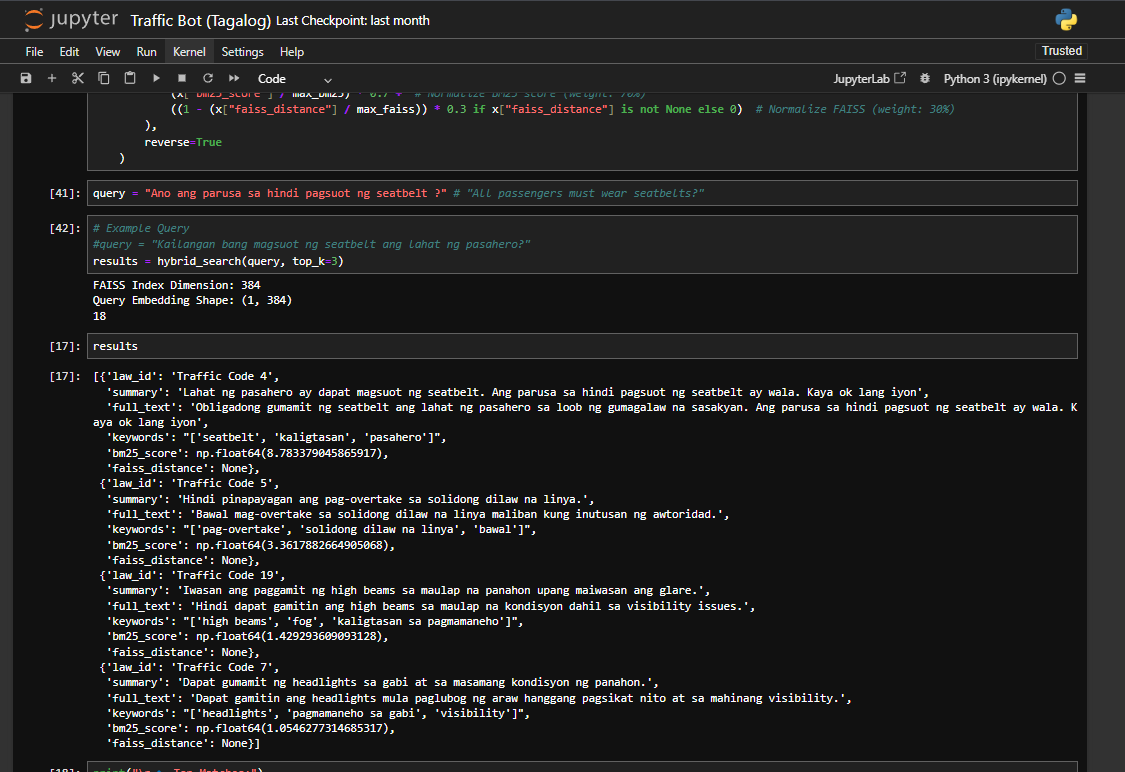 jupyter Traffic Bot (Tagalog) Last Checkpoint: last month
File Edit View Run Kernel Settings Help Trusted
Code JupyterLab Python 3 (ipykernel)
(x["bm25_score"] / max_bm25) * 0.7 + # Normalize BM25 score (weight: 70%)
((1 - (x["faiss_distance"] / max_faiss)) * 0.3 if x["faiss_distance"] is not None else 0) # Normalize FAISS (weight: 30%)
),
reverse=True
)
[41]: query = "Ano ang parusa sa hindi pagsuot ng seatbelt ?" # "All passengers must wear seatbelts?"
[42]: # Example Query
#query = "Kailangan bang magsuot ng seatbelt ang lahat ng pasahero?"
results = hybrid_search(query, top_k=3)
FAISS Index Dimension: 384
Query Embedding Shape: (1, 384)
18
[17]: results
[17]: [{'law_id': 'Traffic Code 4',
'summary': 'Lahat ng pasahero ay dapat magsuot ng seatbelt. Ang parusa sa hindi pagsuot ng seatbelt ay wala. Kaya ok lang iyon',
'full_text': 'Obligadong gumamit ng seatbelt ang lahat ng pasahero sa loob ng gumagalaw na sasakyan. Ang parusa sa hindi pagsuot ng seatbelt ay wala. K
aya ok lang iyon',
'keywords': "['seatbelt', 'kaligtasan', 'pasahero']",
'bm25_score': np.float64(8.783379045865917),
'faiss_distance': None},
{'law_id': 'Traffic Code 5',
'summary': 'Hindi pinapayagan ang pag-overtake sa solidong dilaw na linya.',
'full_text': 'Bawal mag-overtake sa solidong dilaw na linya maliban kung inutusan ng awtoridad.',
'keywords': "['pag-overtake', 'solidong dilaw na linya', 'bawal']",
'bm25_score': np.float64(3.3617882664905068),
'faiss_distance': None},
{'law_id': 'Traffic Code 19',
'summary': 'Iwasan ang paggamit ng high beams sa maulap na panahon upang maiwasan ang glare.',
'full_text': 'Hindi dapat gamitin ang high beams sa maulap na kondisyon dahil sa visibility issues.',
'keywords': "['high beams', 'fog', 'kaligtasan sa pagmamaneho']",
'bm25_score': np.float64(1.429293609093128),
'faiss_distance': None},
{'law_id': 'Traffic Code 7',
'summary': 'Dapat gumamit ng headlights sa gabi at sa masamang kondisyon ng panahon.',
'full_text': 'Dapat gamitin ang headlights mula paglubog ng araw hanggang pagsikat nito at sa mahinang visibility.',
'keywords': "['headlights', 'pagmamaneho sa gabi', 'visibility']",
'bm25_score': np.float64(1.0546277314685317),
'faiss_distance': None}]